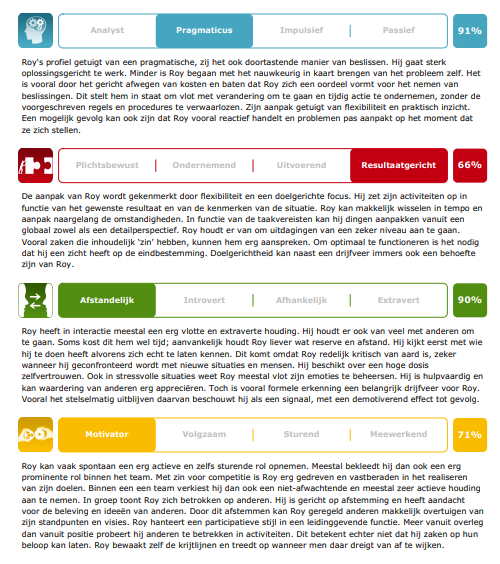 Analyst Pragmaticus Impulsief Passief 91%
Roy's profiel getuigt van een pragmatische, zij het ook doortastende manier van beslissen. Hij gaat sterk
oplossingsgericht te werk. Minder is Roy begaan met het nauwkeurig in kaart brengen van het probleem zelf. Het
is vooral door het gericht afwegen van kosten en baten dat Roy zich een oordeel vormt voor het nemen van
beslissingen. Dit stelt hem in staat om vlot met verandering om te gaan en tijdig actie te ondernemen, zonder de
voorgeschreven regels en procedures te verwaarlozen. Zijn aanpak getuigt van flexibiliteit en praktisch inzicht.
Een mogelijk gevolg kan ook zijn dat Roy vooral reactief handelt en problemen pas aanpakt op het moment dat
ze zich stellen.
Plichtsbewust Ondernemend Uitvoerend Resultaatgericht 66%
De aanpak van Roy wordt gekenmerkt door flexibiliteit en een doelgerichte focus. Hij zet zijn activiteiten op in
functie van het gewenste resultaat en van de kenmerken van de situatie. Roy kan makkelijk wisselen in tempo en
aanpak naargelang de omstandigheden. In functie van de taakvereisten kan hij dingen aanpakken vanuit een
globaal zowel als een detailperspectief. Roy houdt er van om uitdagingen van een zeker niveau aan te gaan.
Vooral zaken die inhoudelijk 'zin' hebben, kunnen hem erg aanspreken. Om optimaal te functioneren is het nodig
dat hij een zicht heeft op de eindbestemming. Doelgerichtheid kan naast een drijfveer immers ook een behoefte
zijn van Roy.
Afstandelijk Introvert Afhankelijk Extravert 90%
Roy heeft in interactie meestal een erg vlotte en extraverte houding. Hij houdt er ook van veel met anderen om
te gaan. Soms kost dit hem wel tijd; aanvankelijk houdt Roy liever wat reserve en afstand. Hij kijkt eerst met wie
hij te doen heeft alvorens zich echt te laten kennen. Dit komt omdat Roy redelijk kritisch van aard is, zeker
wanneer hij geconfronteerd wordt met nieuwe situaties en mensen. Hij beschikt over een hoge dosis
zelfvertrouwen. Ook in stressvolle situaties weet Roy meestal vlot zijn emoties te beheersen. Hij is hulpvaardig en
kan waardering van anderen erg appreciëren. Toch is vooral formele erkenning een belangrijk drijfveer voor Roy.
Vooral het stelselmatig uitblijven daarvan beschouwt hij als een signaal, met een demotiverend effect tot gevolg.
Motivator Volgzaam Sturend Meewerkend 71%
Roy kan vaak spontaan een erg actieve en zelfs sturende rol opnemen. Meestal bekleedt hij dan ook een erg
prominente rol binnen het team. Met zin voor competitie is Roy erg gedreven en vastberaden in het realiseren
van zijn doelen. Binnen een een team verkiest hij dan ook een niet-afwachtende en meestal zeer actieve houding
aan te nemen. In groep toont Roy zich betrokken op anderen. Hij is gericht op afstemming en heeft aandacht
voor de beleving en ideeën van anderen. Door dit afstemmen kan Roy geregeld anderen makkelijk overtuigen van
zijn standpunten en visies. Roy hanteert een participatieve stijl in een leidinggevende functie. Meer vanuit overleg
dan vanuit positie probeert hij anderen te betrekken in activiteiten. Dit betekent echter niet dat hij zaken op hun
beloop kan laten. Roy bewaakt zelf de krijtlijnen en treedt op wanneer men daar dreigt van af te wijken.